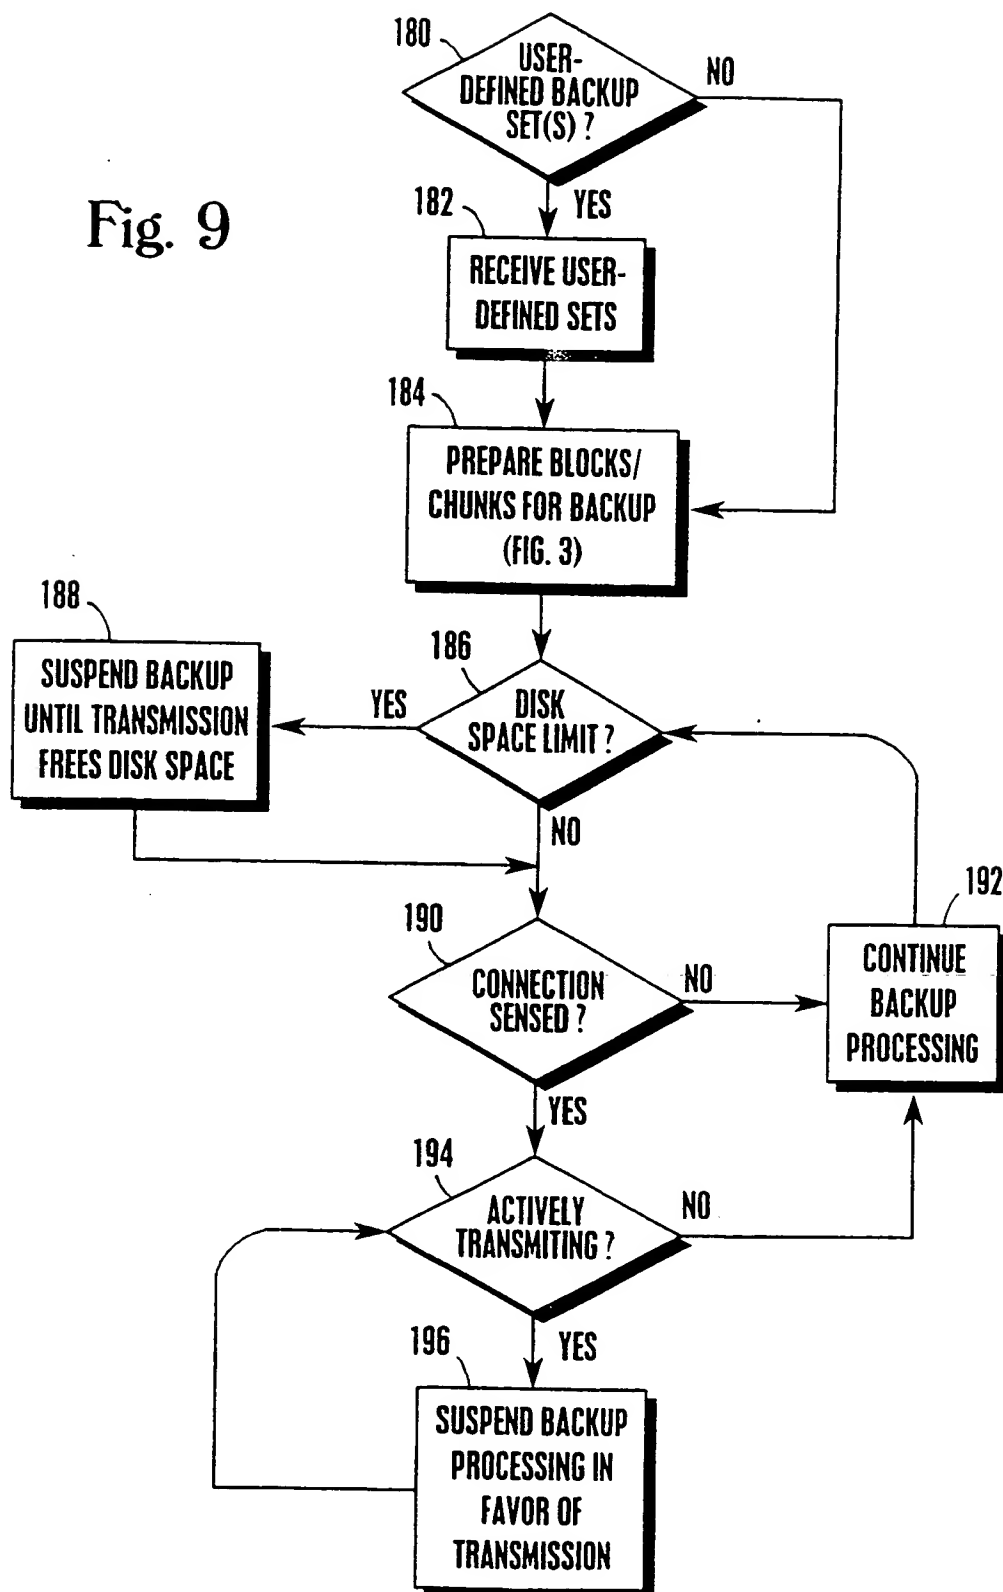 180
USER-
DEFINED BACKUP
SET(S) ?
NO
Fig. 9
182
YES
RECEIVE USER-
DEFINED SETS
184
PREPARE BLOCKS/
CHUNKS FOR BACKUP
(FIG. 3)
188
SUSPEND BACKUP
UNTIL TRANSMISSION
FREES DISK SPACE
YES
186
DISK
SPACE LIMIT ?
NO
190
CONNECTION
SENSED ?
NO
192
CONTINUE
BACKUP
PROCESSING
YES
194
ACTIVELY
TRANSMITING ?
NO
YES
196
SUSPEND BACKUP
PROCESSING IN
FAVOR OF
TRANSMISSION